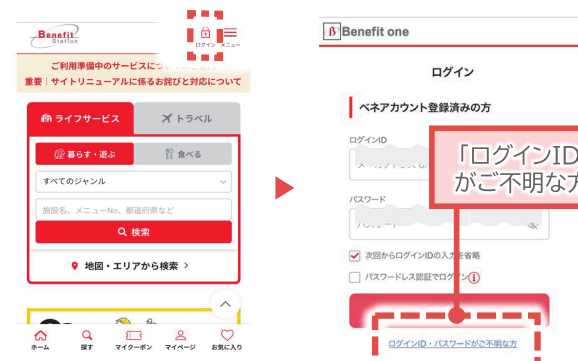 Benefit
Station
ログイン
メニュー
ご利用準備中のサービスに
重要｜サイトリニューアルに係るお詫びと対応について
ライフサービス
トラベル
暮らす・遊ぶ
食べる
すべてのジャンル
施設名、メニューNo、都道府県など
検索
地図・エリアから検索
ホーム
探す
マイクーポン
マイページ
お気に入り
Benefit one
ログイン
ベネアカウント登録済みの方
ログインID
「ログインID
がご不明な方
パスワード
次回からログインIDの入力を省略
パスワードレス認証でログイン
ログインID・パスワードがご不明な方